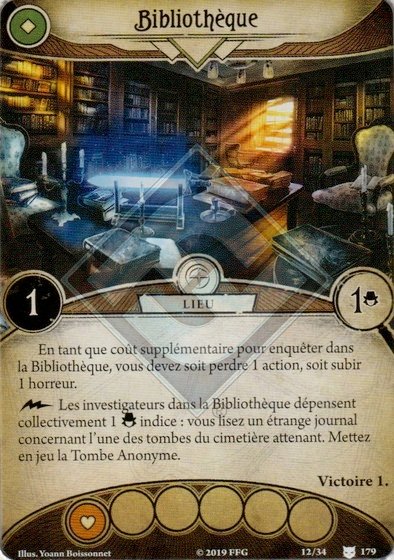 Bibliothèque
1
LIEU
1
En tant que coût supplémentaire pour enquêter dans
la Bibliothèque, vous devez soit perdre 1 action, soit subir
1 horreur.
Les investigateurs dans la Bibliothèque dépensent
collectivement 1 indice : vous lisez un étrange journal
concernant l'une des tombes du cimetière attenant. Mettez
en jeu la Tombe Anonyme.
Victoire 1.
Illus. Yoann Boissonnet
© 2019 FFG
12/34
179